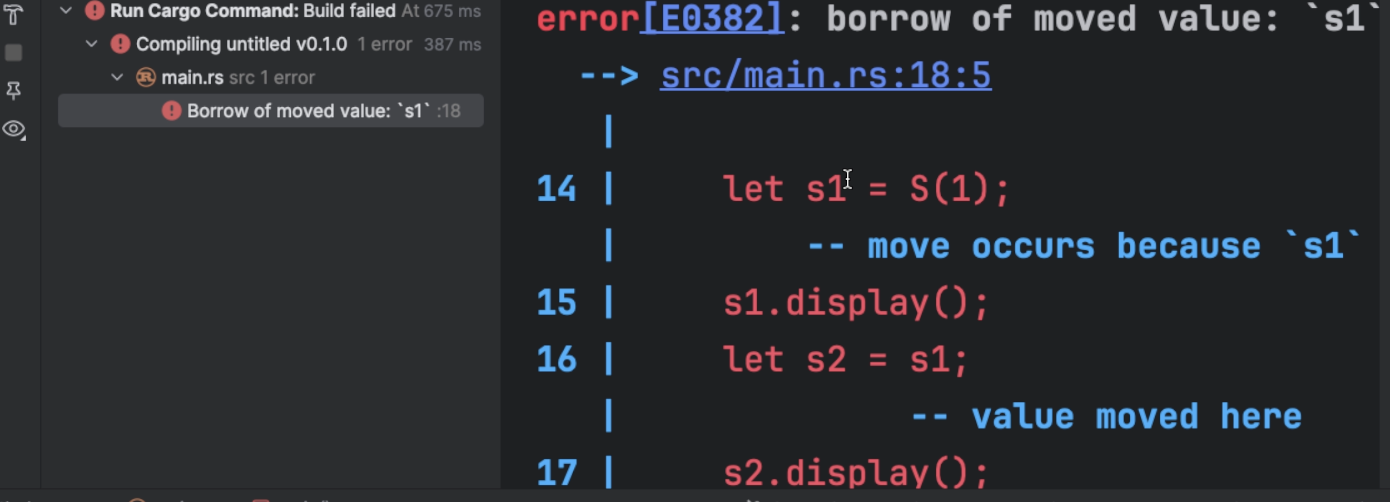 Run Cargo Command: Build failed At 675 ms
Compiling untitled v0.1.0 1 error 387 ms
main.rs src 1 error
Borrow of moved value: `s1` :18
error[E0382]: borrow of moved value: `s1`
--> src/main.rs:18:5
|
14 | let s1 = S(1);
| -- move occurs because `s1`
15 | s1.display();
16 | let s2 = s1;
| -- value moved here
17 | s2.display();